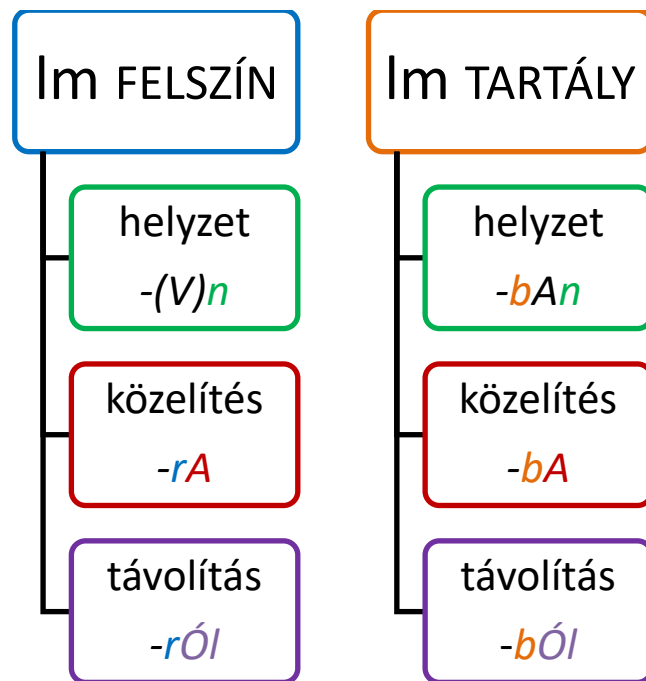 lm FELSZÍN
helyzet
-(V)n
közelítés
-rA
távolítás
-rÓl
lm TARTÁLY
helyzet
-bAn
közelítés
-bA
távolítás
-bÓl